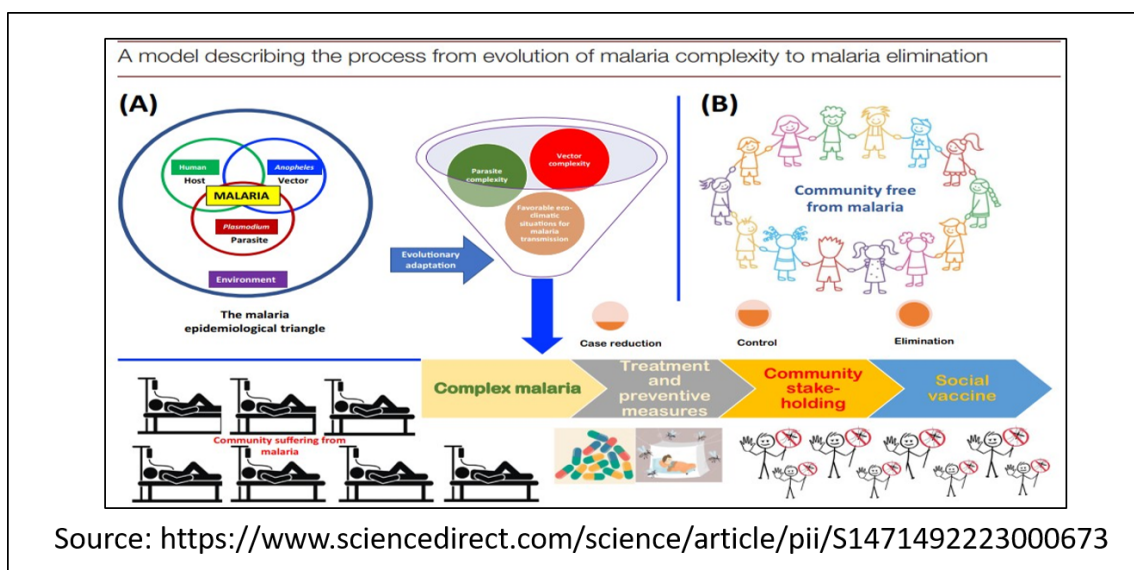 A model describing the process from evolution of malaria complexity to malaria elimination
(A)
Human
Host
Anopheles
Vector
MALARIA
Plasmodium
Parasite
Environment
The malaria
epidemiological triangle
Evolutionary
adaptation
Parasite
complexity
Vector
complexity
Favorable eco-
climatic
situations for
malaria
transmission
(B)
Community free
from malaria
Case reduction
Control
Elimination
Complex malaria
Treatment
and
preventive
measures
Community
stake-
holding
Social
vaccine
Community suffering from
malaria
Source: https://www.sciencedirect.com/science/article/pii/S1471492223000673